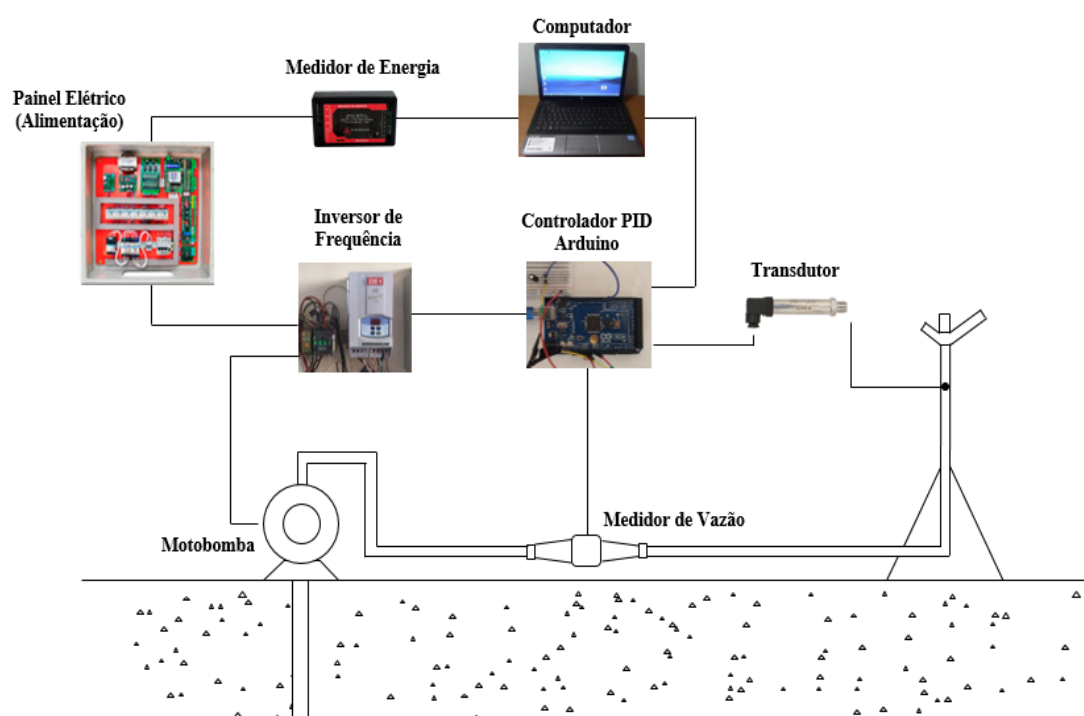 Computador
Medidor de Energia
Painel Elétrico
(Alimentação)
Inversor de
Frequência
Controlador PID
Arduino
Transdutor
Medidor de Vazão
Motobomba